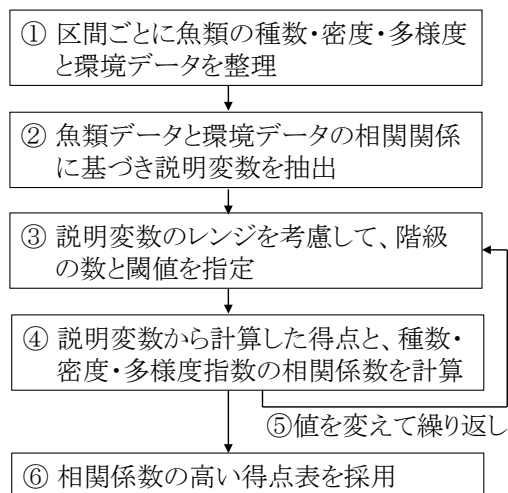 ① 区間ごとに魚類の種数・密度・多様度
と環境データを整理
② 魚類データと環境データの相関関係
に基づき説明変数を抽出
③ 説明変数のレンジを考慮して、階級
の数と閾値を指定
④ 説明変数から計算した得点と、種数・
密度・多様度指数の相関係数を計算
⑤値を変えて繰り返し
⑥ 相関係数の高い得点表を採用